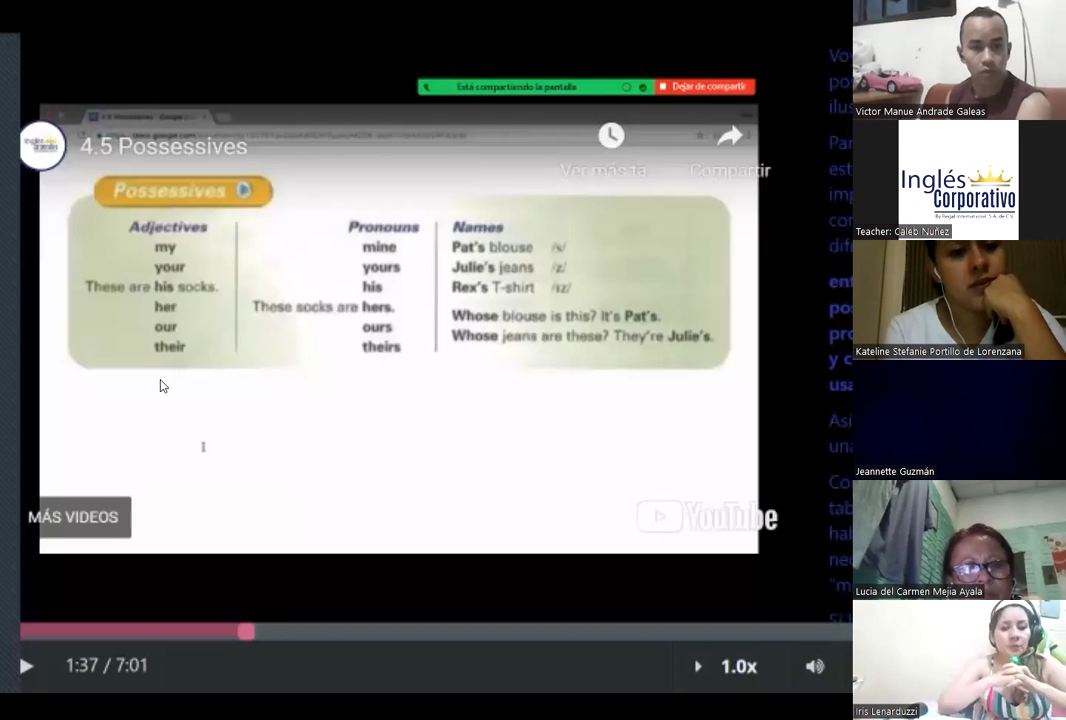 Está compartiendo la pantalla
Dejar de compartir
4.5 Possessives
Ver más ta
Compartir
Possessives
Adjectives
my
your
These are his socks.
her
our
their
Pronouns
mine
yours
his
These socks are hers.
ours
theirs
Names
Pat's blouse /s/
Julie's jeans /z/
Rex's T-shirt /ɪz/
Whose blouse is this? It's Pat's.
Whose jeans are these? They're Julie's.
MÁS VIDEOS
YouTube
1:37 / 7:01
1.0x
Victor Manue Andrade Galeas
Inglés
Corporativo
By Regal International, S.A. de C.V.
Teacher: Caleb Nuñez
Kateline Stefanie Portillo de Lorenzana
Jeannette Guzmán
Lucia del Carmen Mejia Ayala
Iris Lenarduzzi